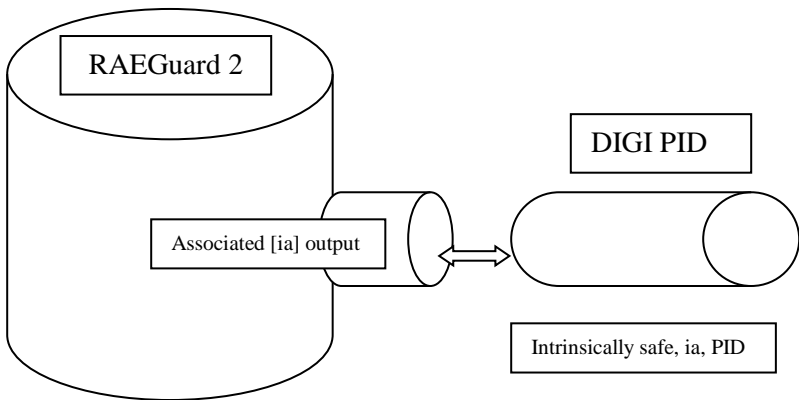 RAEGuard 2
DIGI PID
Associated [ia] output
Intrinsically safe, ia, PID